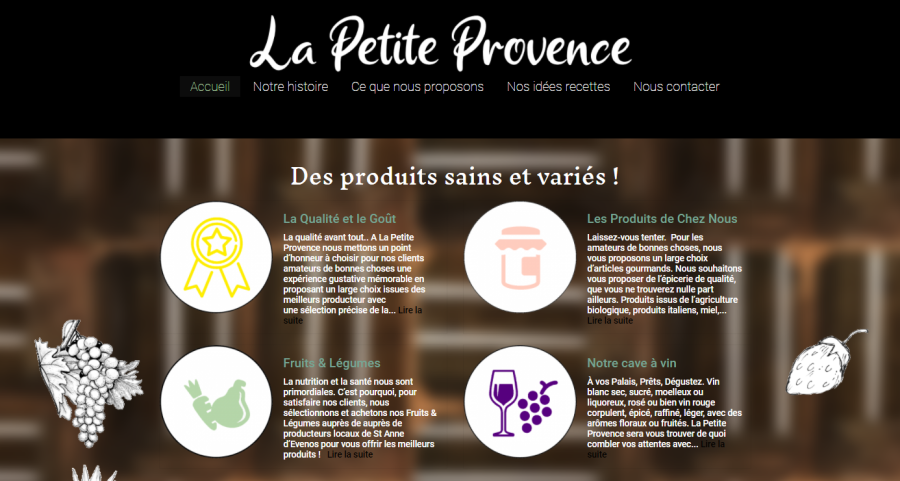 La Petite Provence
Accueil
Notre histoire
Ce que nous proposons
Nos idées recettes
Nous contacter
Des produits sains et variés !
La Qualité et le Goût
La qualité avant tout.. A La Petite
Provence nous mettons un point
d’honneur à choisir pour nos clients
amateurs de bonnes choses une
expérience gustative mémorable en
proposant un large choix issues des
meilleurs producteur avec
une sélection précise de la... Lire la
suite
Les Produits de Chez Nous
Laissez-vous tenter. Pour les
amateurs de bonnes choses, nous
vous proposons un large choix
d’articles gourmands. Nous souhaitons
vous proposer de l’épicerie de qualité,
que vous ne trouverez nulle part
ailleurs. Produits issus de l’agriculture
biologique, produits italiens, miel,...
Lire la suite
Fruits & Légumes
La nutrition et la santé nous sont
primordiales. C’est pourquoi, pour
satisfaire nos clients, nous
sélectionnons et achetons nos Fruits &
Légumes auprès de auprès de
producteurs locaux de St Anne
d’Evenos pour vous offrir les meilleurs
produits ! Lire la suite
Notre cave à vin
À vos Palais, Prêts, Dégustez. Vin
blanc sec, sucré, moelleux ou
liquoreux, rosé ou bien vin rouge
corpulent, épicé, raffiné, léger, avec des
arômes floraux ou fruités. La Petite
Provence sera vous trouver de quoi
combler vos attentes avec... Lire la
suite